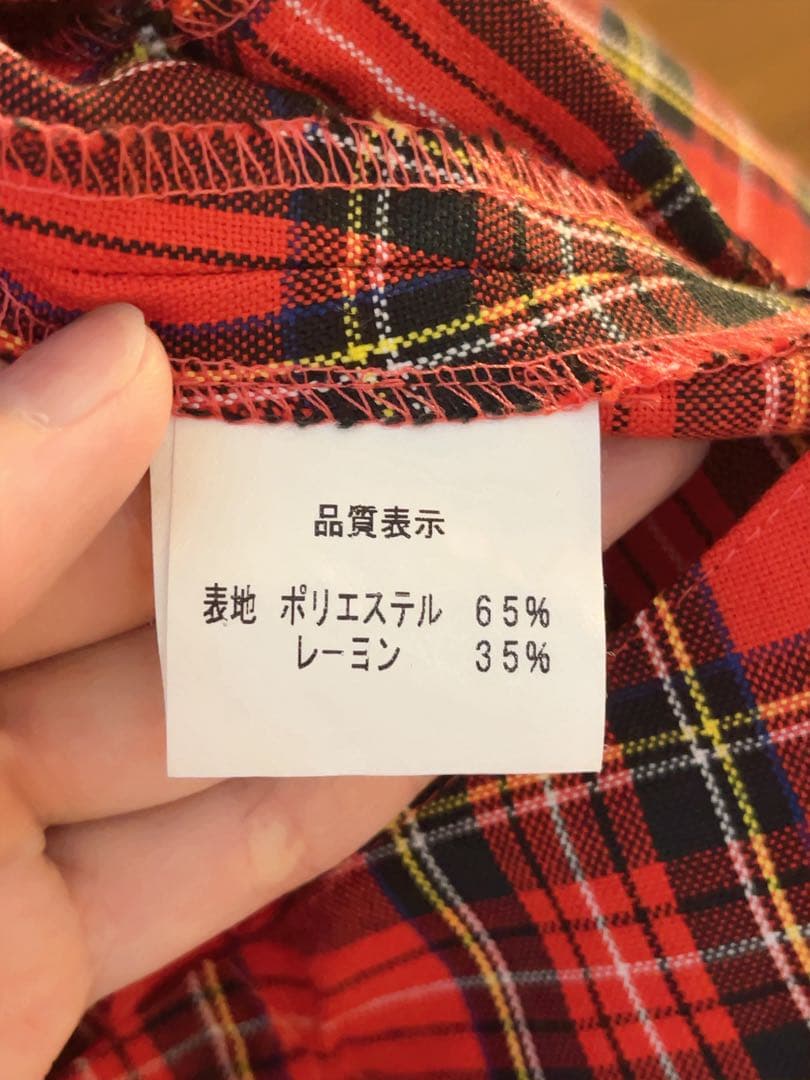 品質表示
表地 ポリエステル 65%
レーヨン 35%